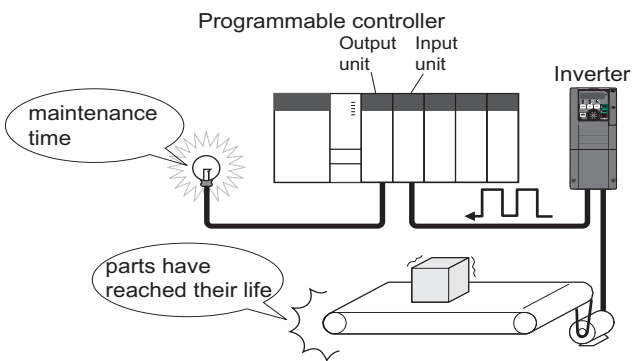 Programmable controller
Output
unit
Input
unit
Inverter
maintenance
time
parts have
reached their life